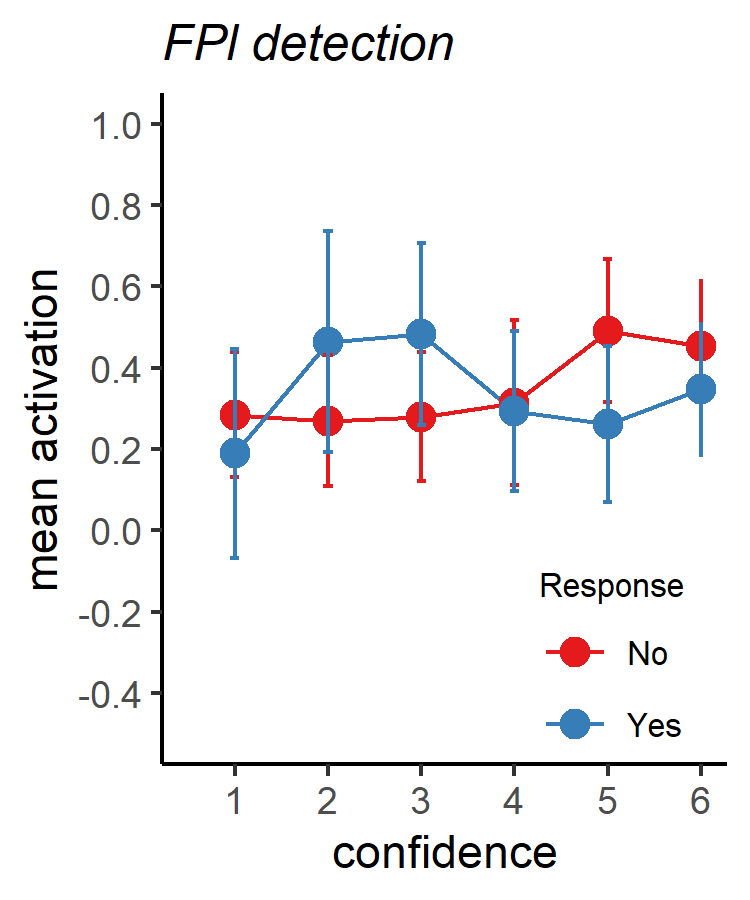 FPl detection
1.0
0.8
0.6
0.4
0.2
0.0
-0.2
-0.4
mean activation
Response
No
Yes
1 2 3 4 5 6
confidence